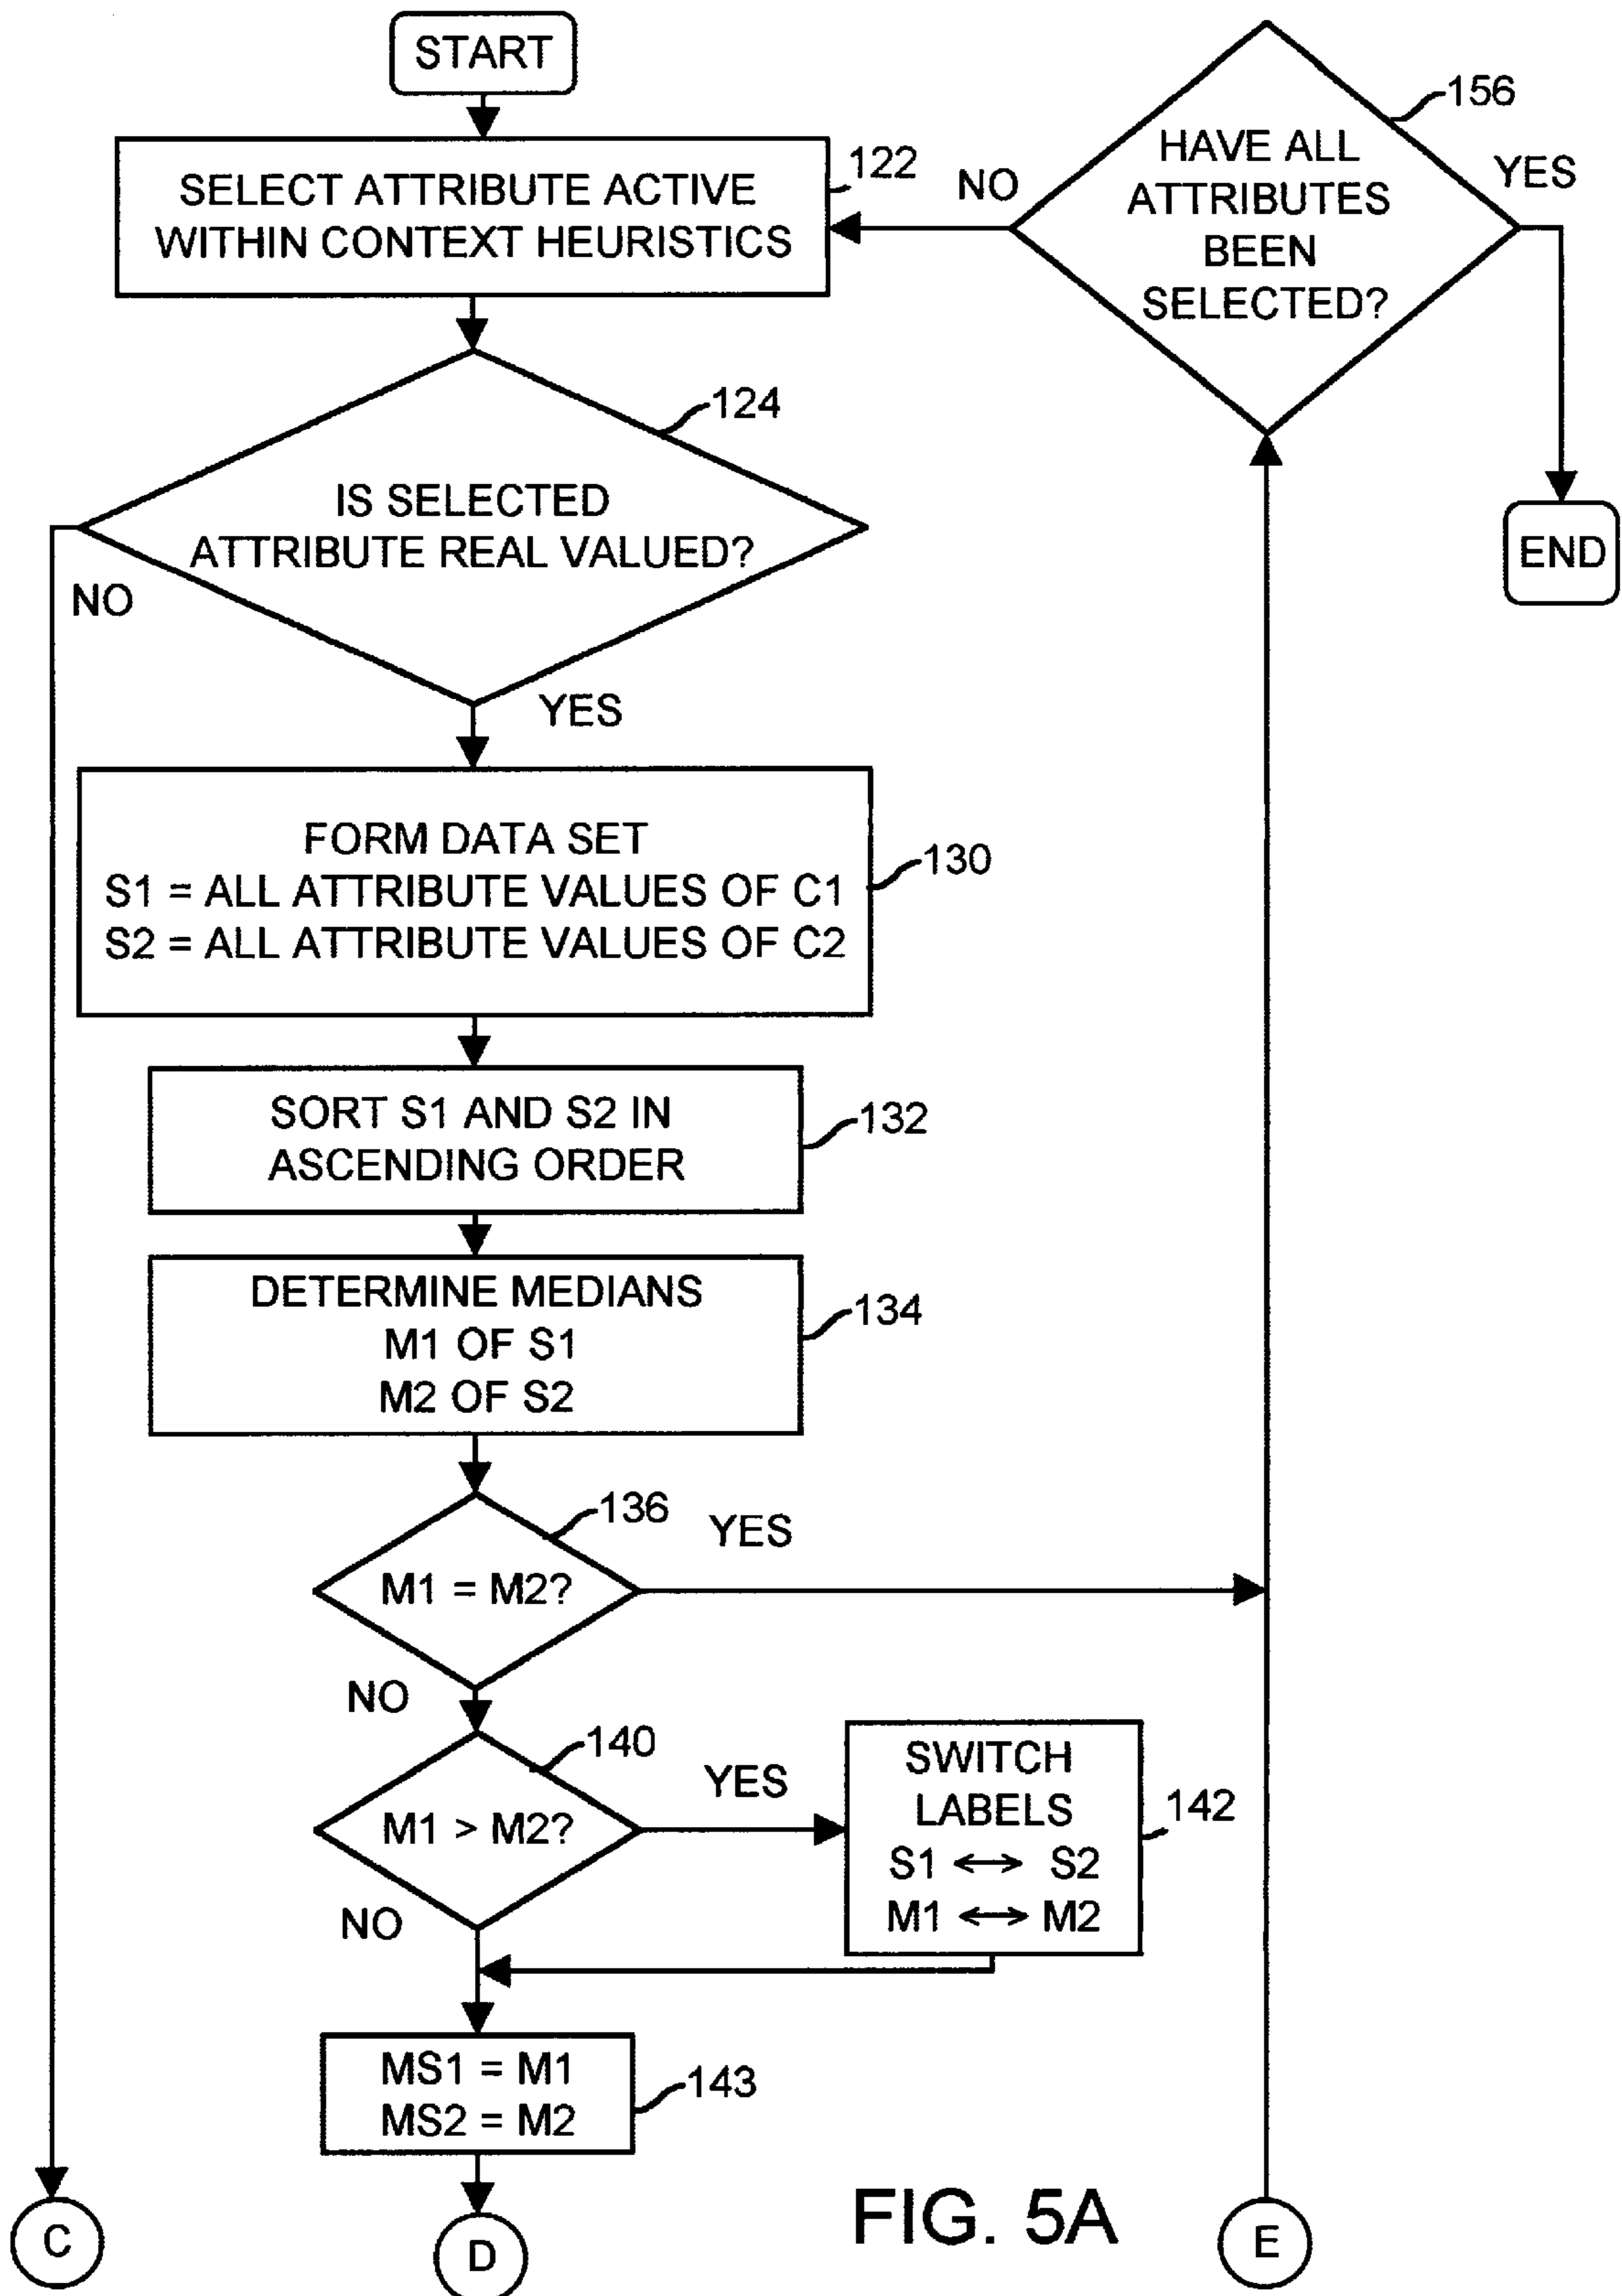 START
SELECT ATTRIBUTE ACTIVE
WITHIN CONTEXT HEURISTICS
122
NO
HAVE ALL
ATTRIBUTES
BEEN
SELECTED?
156
YES
END
124
IS SELECTED
ATTRIBUTE REAL VALUED?
NO
YES
FORM DATA SET
S1 = ALL ATTRIBUTE VALUES OF C1
S2 = ALL ATTRIBUTE VALUES OF C2
130
SORT S1 AND S2 IN
ASCENDING ORDER
132
DETERMINE MEDIANS
M1 OF S1
M2 OF S2
134
136
YES
M1 = M2?
NO
140
YES
M1 > M2?
NO
SWITCH
LABELS
S1 ↔ S2
M1 ↔ M2
142
MS1 = M1
MS2 = M2
143
C
D
FIG. 5A
E